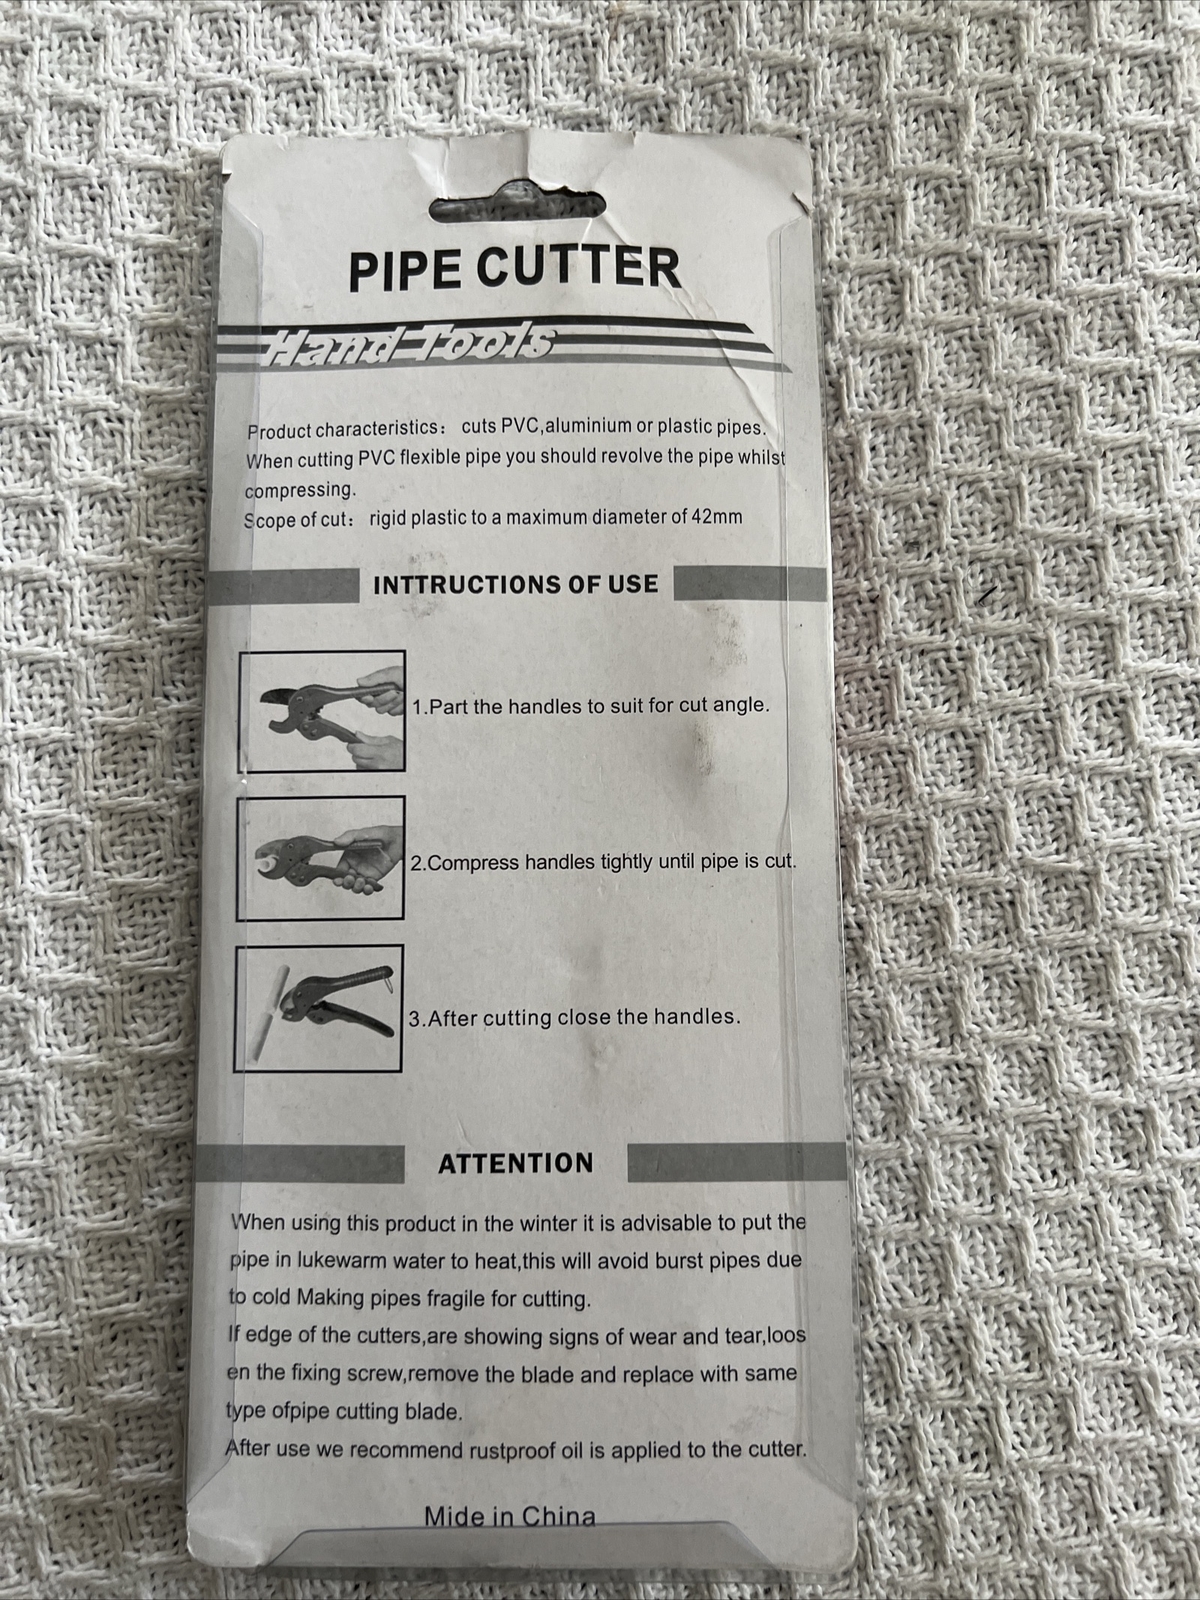 PIPE CUTTER
Hand Tools
Product characteristics: cuts PVC,aluminium or plastic pipes.
When cutting PVC flexible pipe you should revolve the pipe whilst
compressing.
Scope of cut: rigid plastic to a maximum diameter of 42mm
INTTRUCTIONS OF USE
1.Part the handles to suit for cut angle.
2.Compress handles tightly until pipe is cut.
3.After cutting close the handles.
ATTENTION
When using this product in the winter it is advisable to put the
pipe in lukewarm water to heat,this will avoid burst pipes due
to cold Making pipes fragile for cutting.
If edge of the cutters,are showing signs of wear and tear,loos
en the fixing screw,remove the blade and replace with same
type ofpipe cutting blade.
After use we recommend rustproof oil is applied to the cutter.
Mide in China